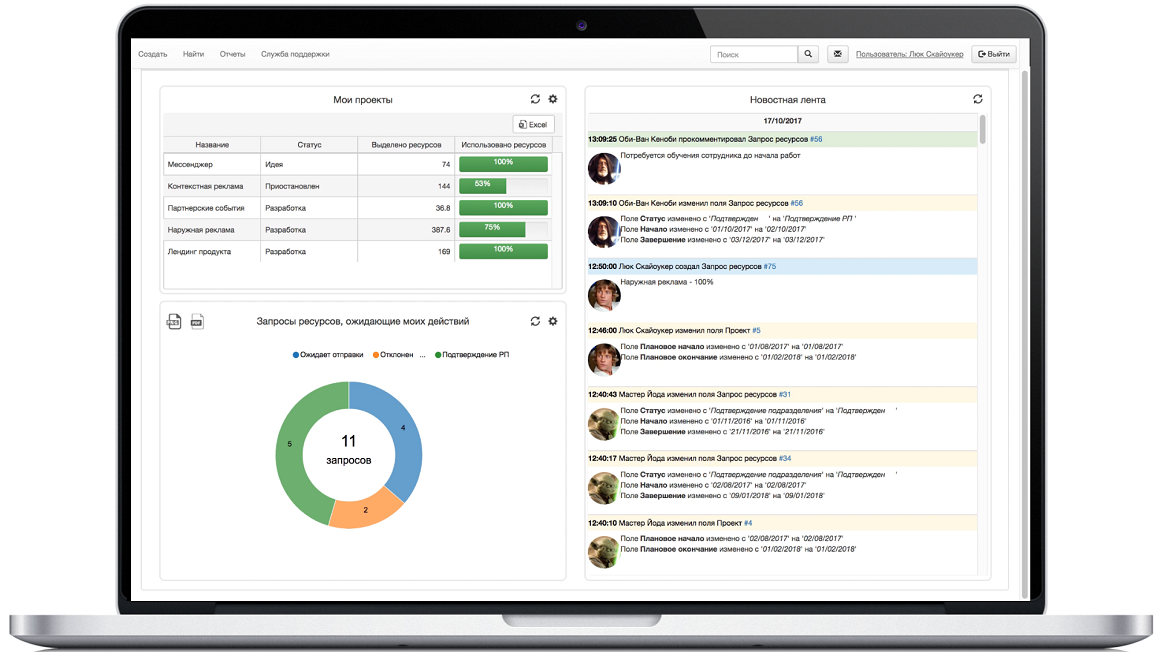 Создать Найти Отчеты Служба поддержки Поиск Пользователь: Люк Скайоукер Выйти
Мои проекты
Excel
Название Статус Выделено ресурсов Использовано ресурсов
Мессенджер Идея 74 100%
Контекстная реклама Приостановлен 144 53%
Партнерские события Разработка 36.8 100%
Наружная реклама Разработка 387.6 75%
Лендинг продукта Разработка 169 100%
Запросы ресурсов, ожидающие моих действий
PDF
Ожидает отправки Отклонен ... Подтверждение РП
4
5
2
11
запросов
Новостная лента
17/10/2017
13:09:25 Оби-Ван Кеноби прокомментировал Запрос ресурсов #56
Потребуется обучения сотрудника до начала работ
13:09:10 Оби-Ван Кеноби изменил поля Запрос ресурсов #56
Поле Статус изменено с 'Подтвержден ' на 'Подтверждение РП '
Поле Начало изменено с '01/10/2017' на '02/10/2017'
Поле Завершение изменено с '03/12/2017' на '03/12/2017'
12:50:00 Люк Скайоукер создал Запрос ресурсов #75
Наружная реклама - 100%
12:46:00 Люк Скайоукер изменил поля Проект #5
Поле Плановое начало изменено с '01/08/2017' на '01/08/2017'
Поле Плановое окончание изменено с '01/02/2018' на '01/02/2018'
12:40:43 Мастер Йода изменил поля Запрос ресурсов #31
Поле Статус изменено с 'Подтверждение подразделения' на 'Подтвержден '
Поле Начало изменено с '01/11/2016' на '01/11/2016'
Поле Завершение изменено с '21/11/2016' на '21/11/2016'
12:40:17 Мастер Йода изменил поля Запрос ресурсов #34
Поле Статус изменено с 'Подтверждение подразделения' на 'Подтвержден '
Поле Начало изменено с '02/08/2017' на '02/08/2017'
Поле Завершение изменено с '09/01/2018' на '09/01/2018'
12:40:10 Мастер Йода изменил поля Проект #4
Поле Плановое начало изменено с '02/08/2017' на '02/08/2017'
Поле Плановое окончание изменено с '01/02/2018' на '01/02/2018'